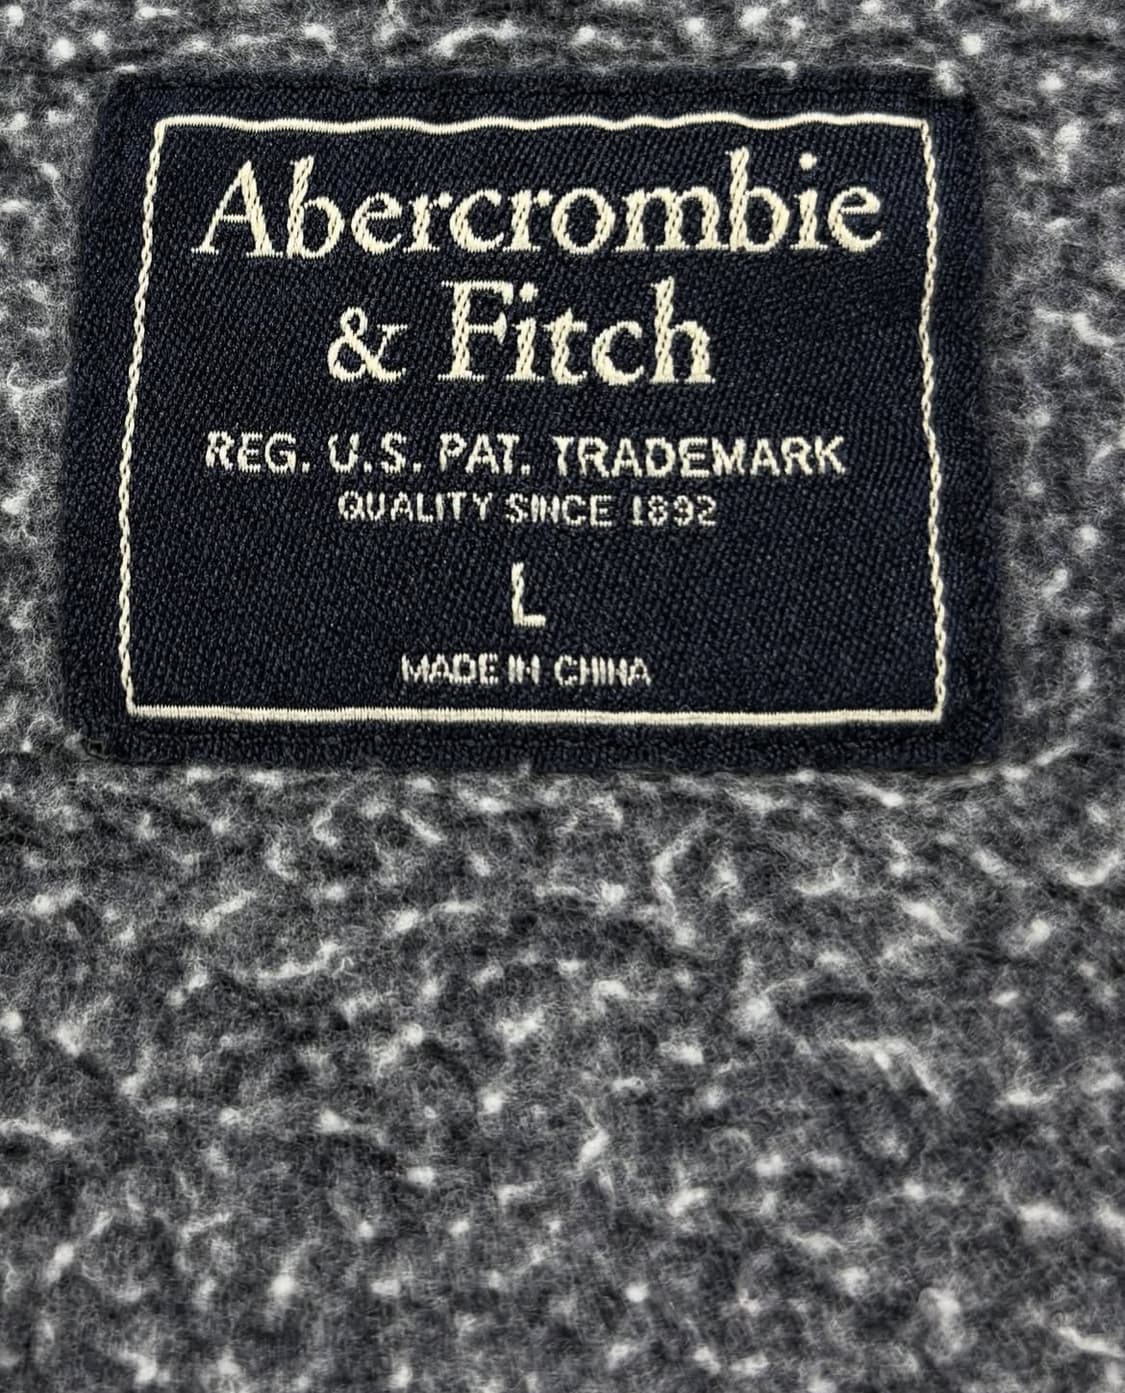 Abercrombie
& Fitch
REG. U.S. PAT. TRADEMARK
QUALITY SINCE 1892
L
MADE IN CHINA